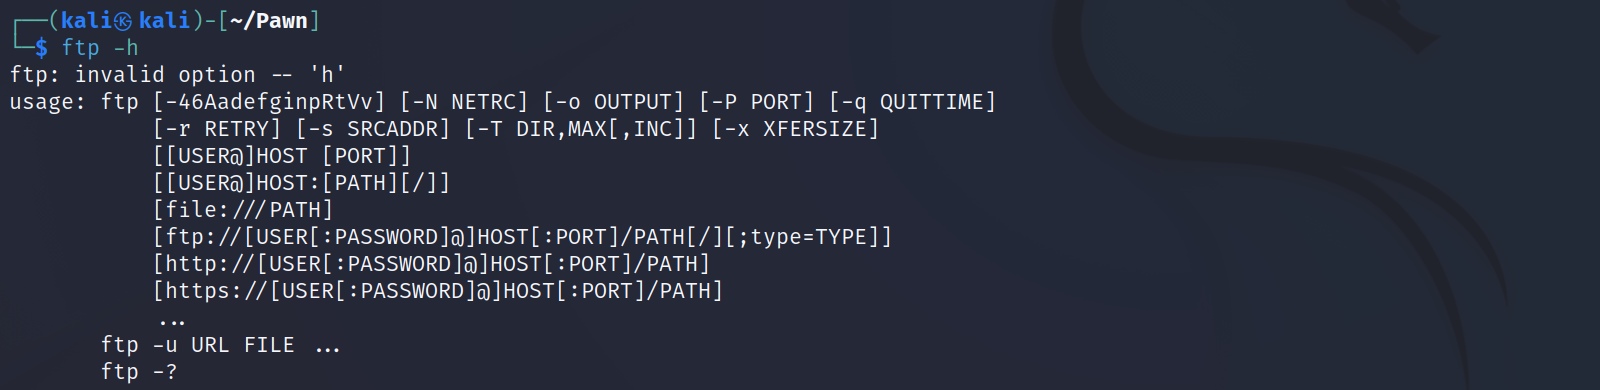 ┌──(kali㉿kali)-[~/Pawn]
└─$ ftp -h
ftp: invalid option -- 'h'
usage: ftp [-46AadefginpRtVv] [-N NETRC] [-o OUTPUT] [-P PORT] [-q QUITTIME]
           [-r RETRY] [-s SRCADDR] [-T DIR,MAX[,INC]] [-x XFERSIZE]
           [[USER@]HOST [PORT]]
           [[USER@]HOST:[PATH][/]]
           [file:///PATH]
           [ftp://[USER[:PASSWORD]@]HOST[:PORT]/PATH[/][;type=TYPE]]
           [http://[USER[:PASSWORD]@]HOST[:PORT]/PATH]
           [https://[USER[:PASSWORD]@]HOST[:PORT]/PATH]
           ...
       ftp -u URL FILE ...
       ftp -?